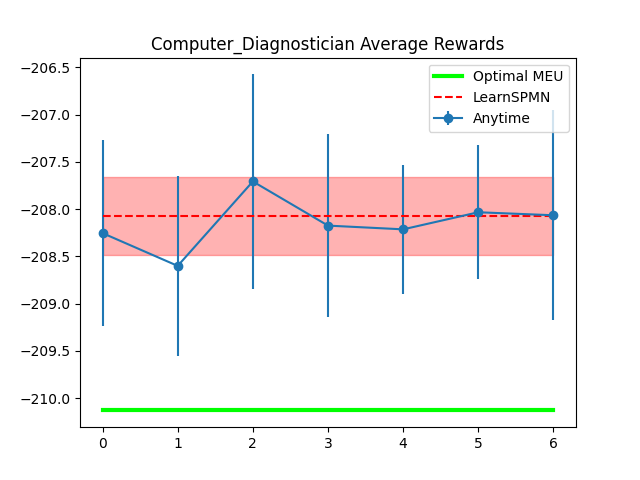 Computer_Diagnostician Average Rewards
−206.5
−207.0
−207.5
−208.0
−208.5
−209.0
−209.5
−210.0
Optimal MEU
LearnSPMN
Anytime
0 1 2 3 4 5 6